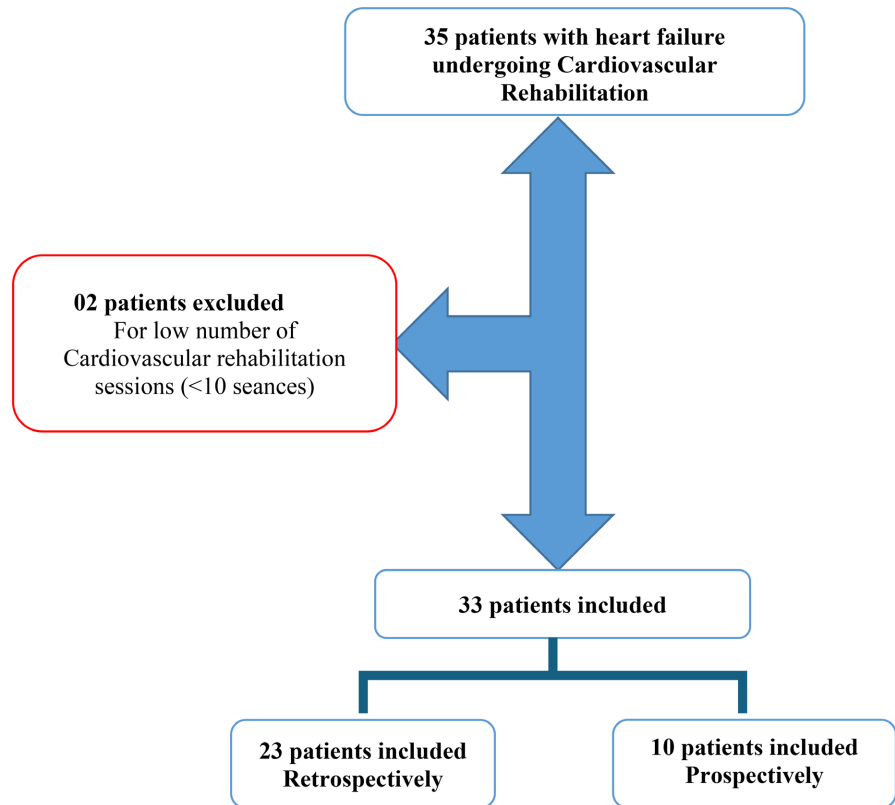 35 patients with heart failure
undergoing Cardiovascular
Rehabilitation
02 patients excluded
For low number of
Cardiovascular rehabilitation
sessions (<10 seances)
33 patients included
23 patients included
Retrospectively
10 patients included
Prospectively